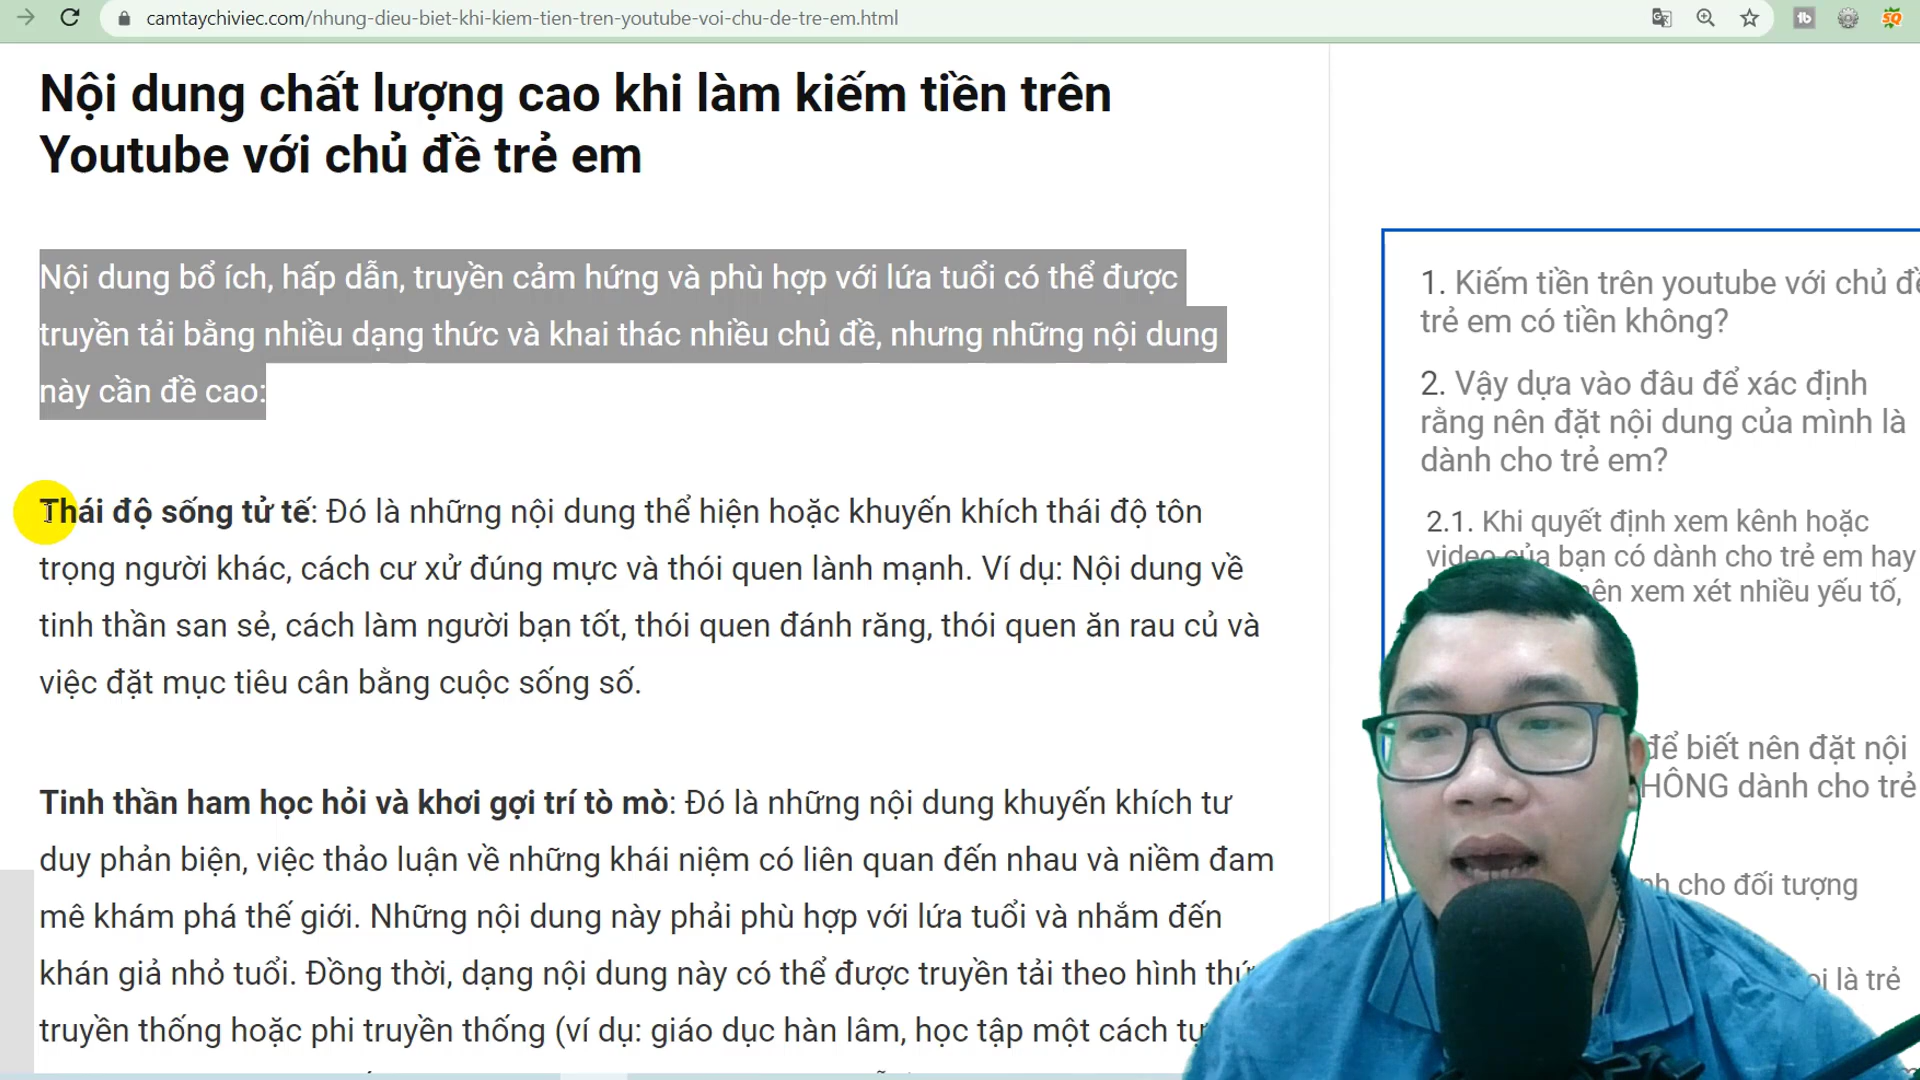 camtaychiviec.com/nhung-dieu-biet-khi-kiem-tien-tren-youtube-voi-chu-de-tre-em.html
Nội dung chất lượng cao khi làm kiếm tiền trên
Youtube với chủ đề trẻ em
Nội dung bổ ích, hấp dẫn, truyền cảm hứng và phù hợp với lứa tuổi có thể được
truyền tải bằng nhiều dạng thức và khai thác nhiều chủ đề, nhưng những nội dung
này cần đề cao:
Thái độ sống tử tế: Đó là những nội dung thể hiện hoặc khuyến khích thái độ tôn
trọng người khác, cách cư xử đúng mực và thói quen lành mạnh. Ví dụ: Nội dung về
tinh thần san sẻ, cách làm người bạn tốt, thói quen đánh răng, thói quen ăn rau củ và
việc đặt mục tiêu cân bằng cuộc sống số.
Tinh thần ham học hỏi và khơi gợi trí tò mò: Đó là những nội dung khuyến khích tư
duy phản biện, việc thảo luận về những khái niệm có liên quan đến nhau và niềm đam
mê khám phá thế giới. Những nội dung này phải phù hợp với lứa tuổi và nhắm đến
khán giả nhỏ tuổi. Đồng thời, dạng nội dung này có thể được truyền tải theo hình
truyền thống hoặc phi truyền thống (ví dụ: giáo dục hàn lâm, học tập một cách
1. Kiếm tiền trên youtube với chủ đề
trẻ em có tiền không?
2. Vậy dựa vào đâu để xác định
rằng nên đặt nội dung của mình là
dành cho trẻ em?
2.1. Khi quyết định xem kênh hoặc
video của bạn có dành cho trẻ em hay
nên xem xét nhiều yếu tố,
để biết nên đặt nội
KHÔNG dành cho trẻ
cho đối tượng
là trẻ